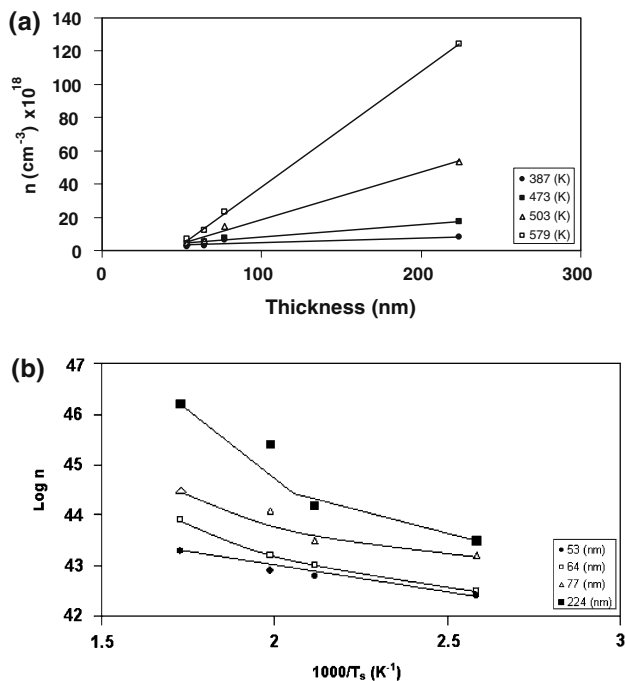 (a)
140
120
100
80
60
40
20
0
n (cm⁻³) x10¹⁸
387 (K)
473 (K)
503 (K)
579 (K)
0 100 200 300
Thickness (nm)
(b)
47
46
45
44
43
42
Log n
53 (nm)
64 (nm)
77 (nm)
224 (nm)
1.5 2 2.5 3
1000/Tₛ (K⁻¹)